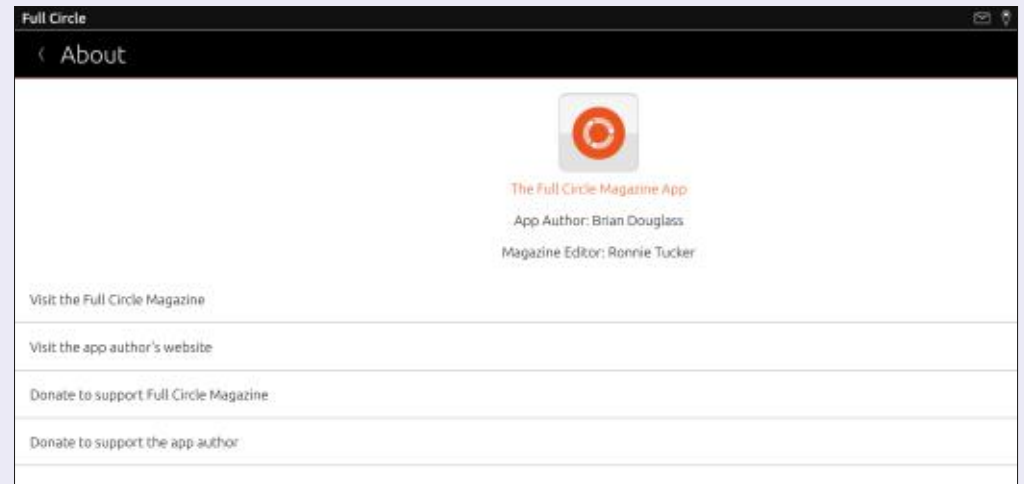 Full Circle
About
The Full Circle Magazine App
App Author: Brian Douglass
Magazine Editor: Ronnie Tucker
Visit the Full Circle Magazine
Visit the app author's website
Donate to support Full Circle Magazine
Donate to support the app author